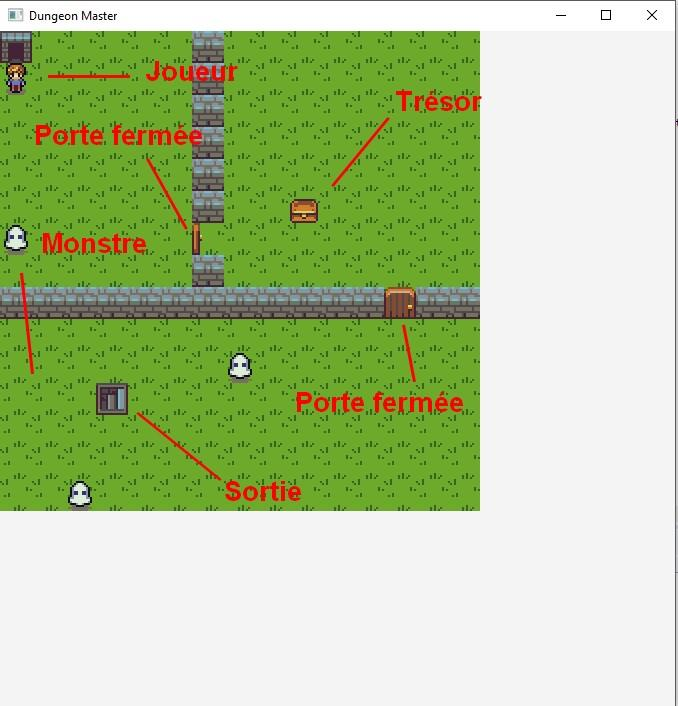 Dungeon Master
Joueur
Trésor
Porte fermée
Monstre
Porte fermée
Sortie